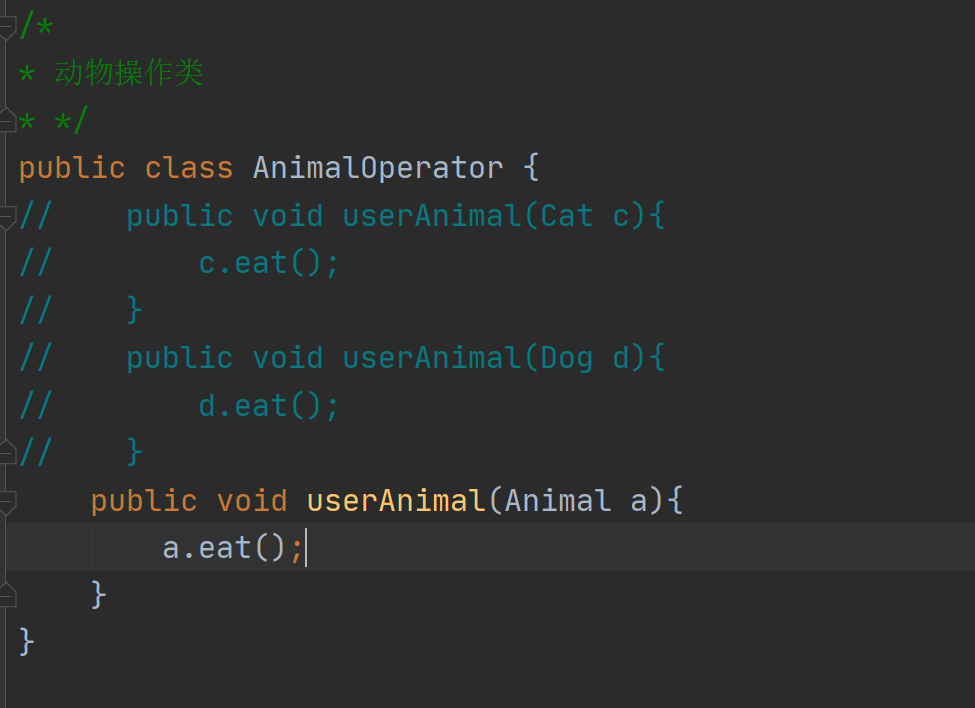 /*
* 动物操作类
* */
public class AnimalOperator {
//    public void userAnimal(Cat c){
//        c.eat();
//    }
//    public void userAnimal(Dog d){
//        d.eat();
//    }
    public void userAnimal(Animal a){
        a.eat();
    }
}